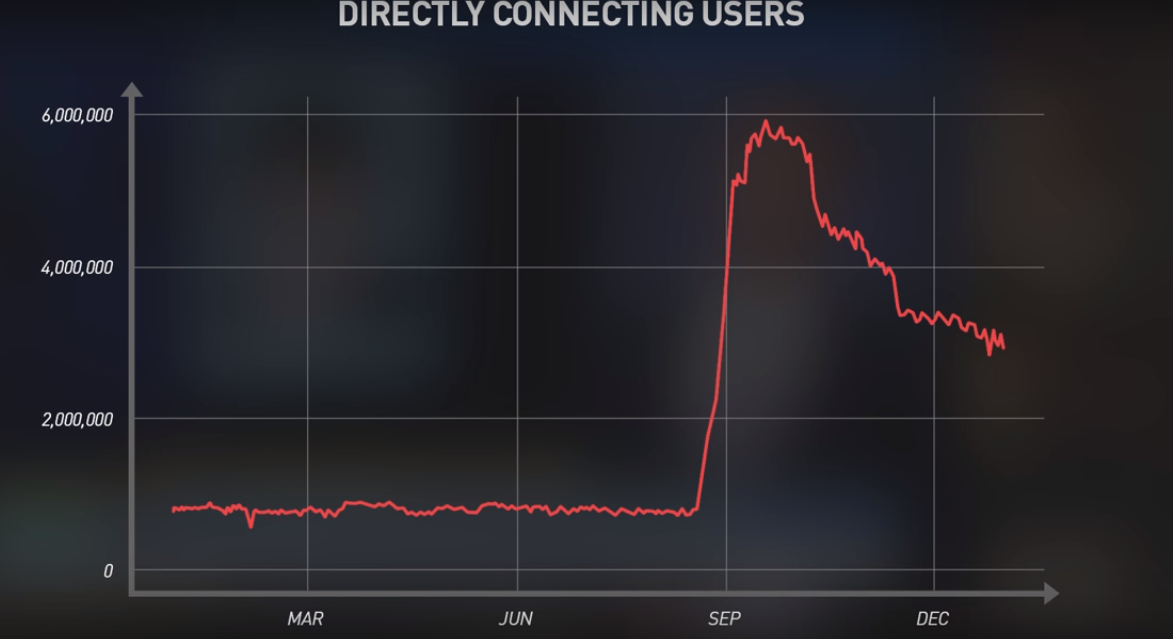 DIRECTLY CONNECTING USERS
6,000,000
4,000,000
2,000,000
0
MAR JUN SEP DEC